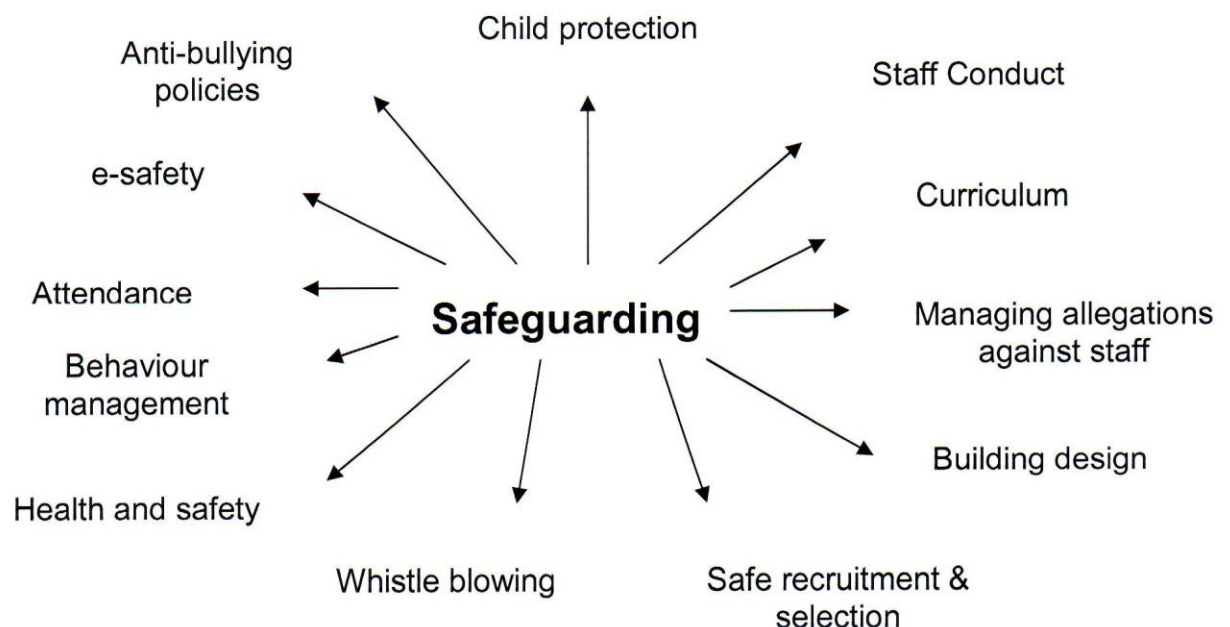 Child protection
Anti-bullying
policies
Staff Conduct
e-safety
Curriculum
Attendance
Safeguarding
Managing allegations
against staff
Behaviour
management
Building design
Health and safety
Whistle blowing
Safe recruitment &
selection